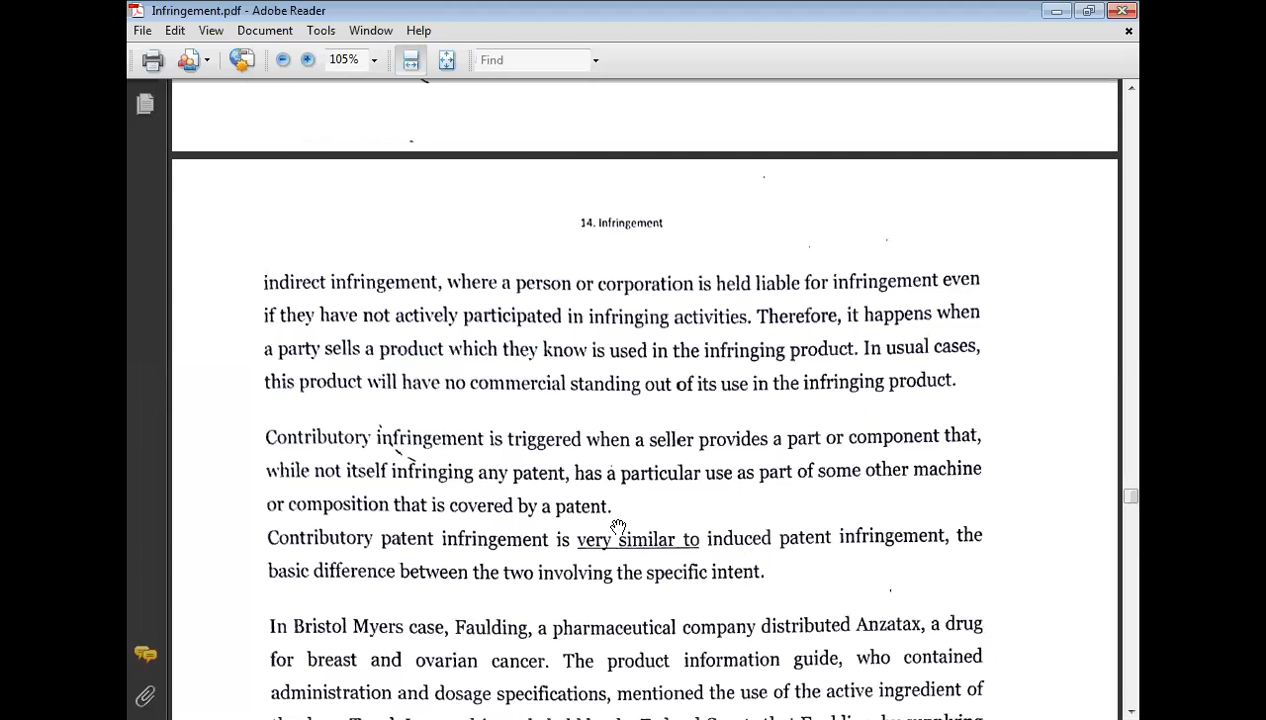 Infringement.pdf - Adobe Reader
File Edit View Document Tools Window Help
105% Find
14. Infringement
indirect infringement, where a person or corporation is held liable for infringement even
if they have not actively participated in infringing activities. Therefore, it happens when
a party sells a product which they know is used in the infringing product. In usual cases,
this product will have no commercial standing out of its use in the infringing product.
Contributory infringement is triggered when a seller provides a part or component that,
while not itself infringing any patent, has a particular use as part of some other machine
or composition that is covered by a patent.
Contributory patent infringement is very similar to induced patent infringement, the
basic difference between the two involving the specific intent.
In Bristol Myers case, Faulding, a pharmaceutical company distributed Anzatax, a drug
for breast and ovarian cancer. The product information guide, who contained
administration and dosage specifications, mentioned the use of the active ingredient of